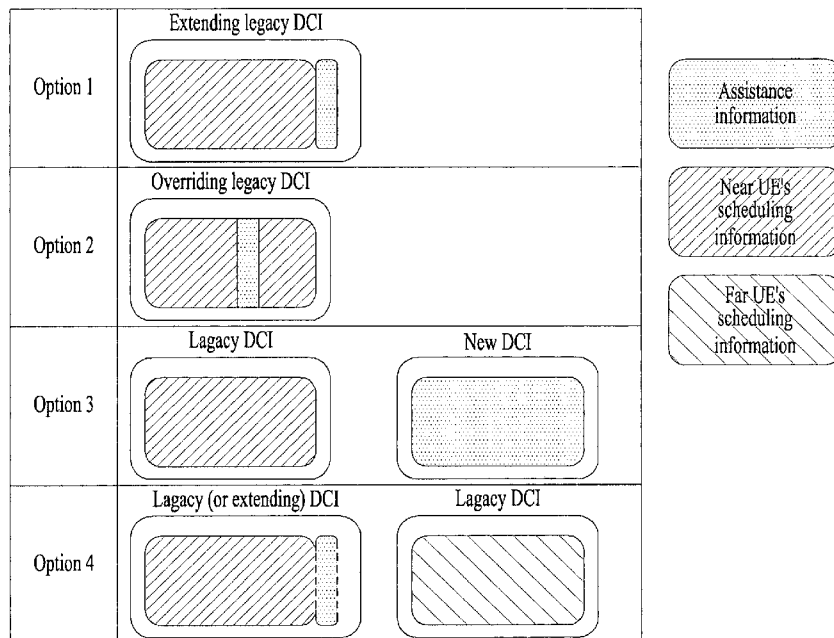 Extending legacy DCI
Option 1
Overriding legacy DCI
Option 2
Lagacy DCI
New DCI
Option 3
Lagacy (or extending) DCI
Lagacy DCI
Option 4
Assistance
information
Near UE's
scheduling
information
Far UE's
scheduling
information